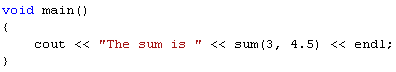 void main()
{
    cout << "The sum is " << sum(3, 4.5) << endl;
}